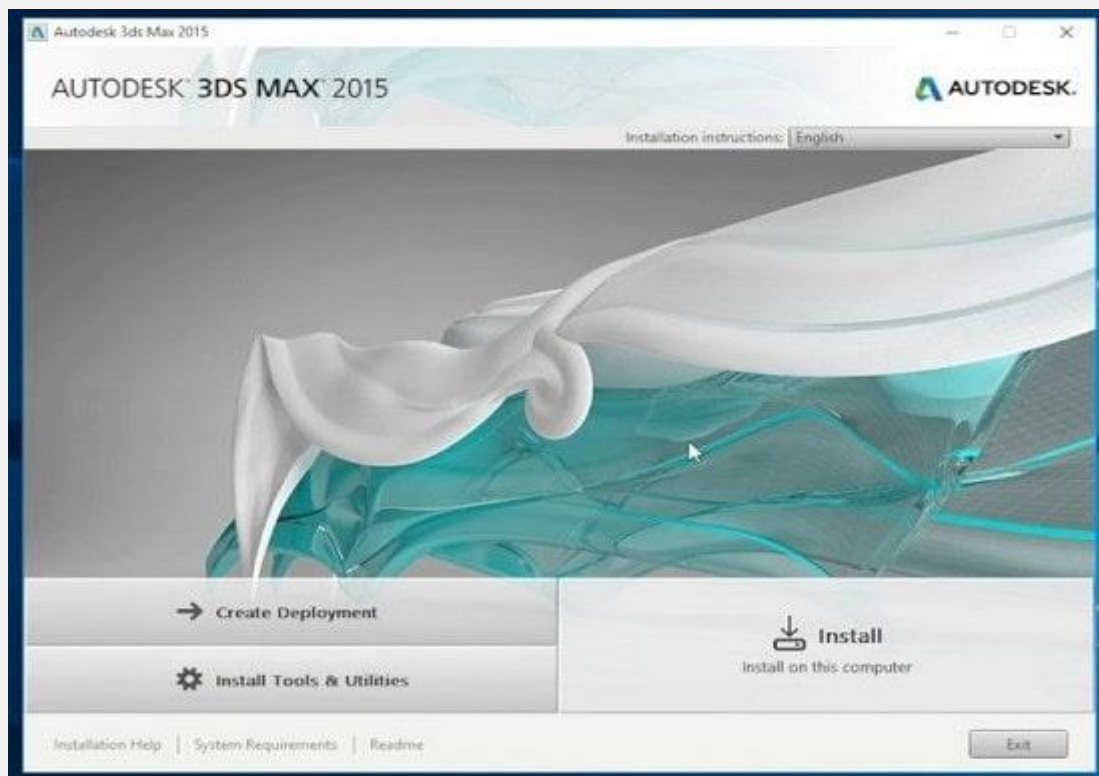 Autodesk 3ds Max 2015
AUTODESK® 3DS MAX® 2015
AUTODESK.
Installation instructions: English
Create Deployment
Install
Install on this computer
Install Tools & Utilities
Installation Help | System Requirements | Readme
Exit